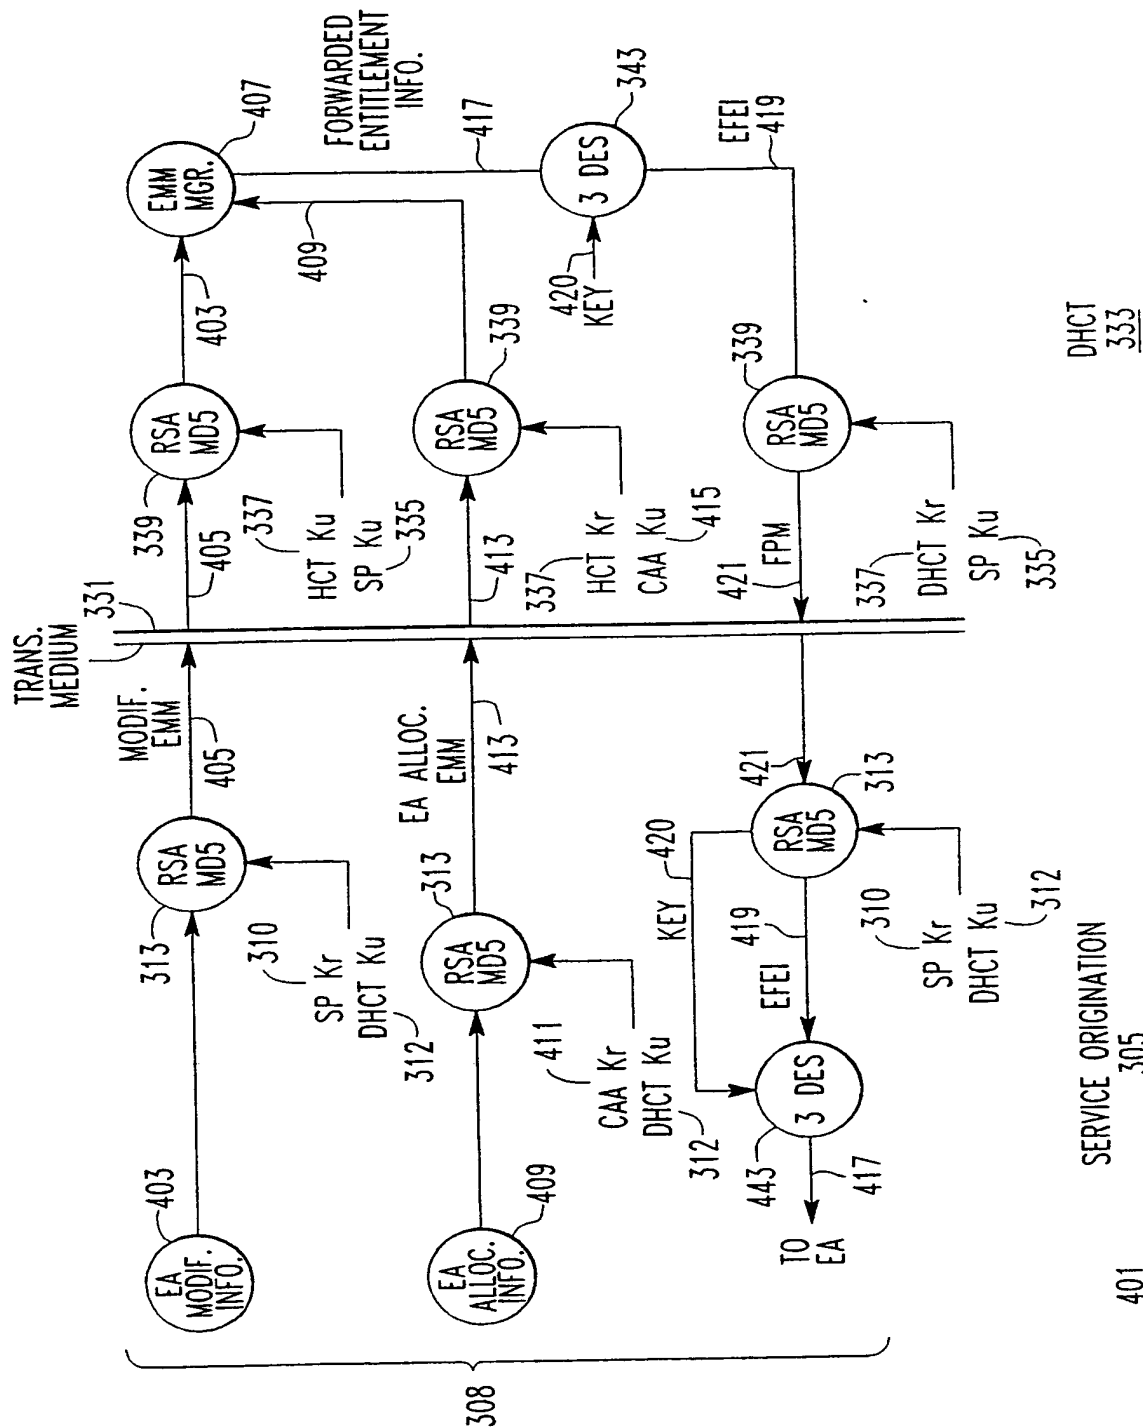 308
EA
MODIF.
INFO.
403
RSA
MD5
313
310
SP Kr
DHCT Ku
312
MODIF.
EMM
405
TRANS.
MEDIUM
331
405
339
RSA
MD5
337
HCT Ku
SP Ku
335
403
EMM
MGR.
407
409
EA
ALLOC.
INFO.
409
RSA
MD5
313
411
CAA Kr
DHCT Ku
312
EA ALLOC.
EMM
413
413
RSA
MD5
339
337
HCT Kr
CAA Ku
415
FORWARDED
ENTITLEMENT
INFO.
417
3 DES
343
420
KEY
EFEI
419
TO
EA
417
3 DES
443
KEY
420
EFEI
419
RSA
MD5
313
421
310
SP Kr
DHCT Ku
312
421
FPM
RSA
MD5
339
337
DHCT Kr
SP Ku
335
SERVICE ORIGINATION
305
DHCT
333
401